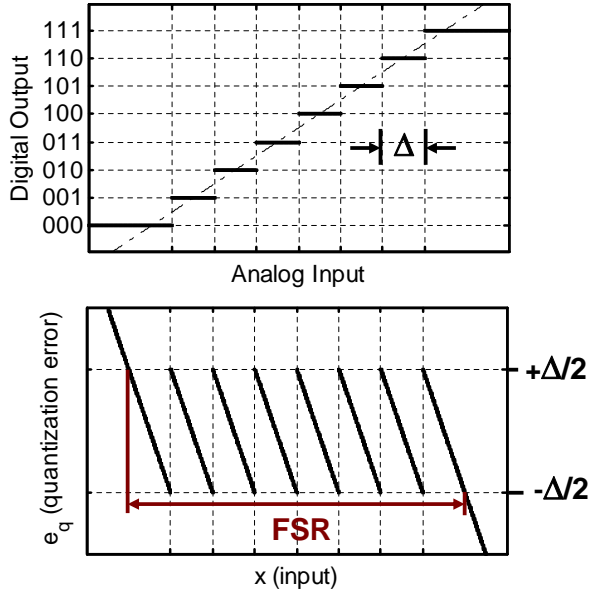 111
110
101
100
011
010
001
000
Digital Output
Δ
Analog Input
e_q (quantization error)
+Δ/2
-Δ/2
FSR
x (input)